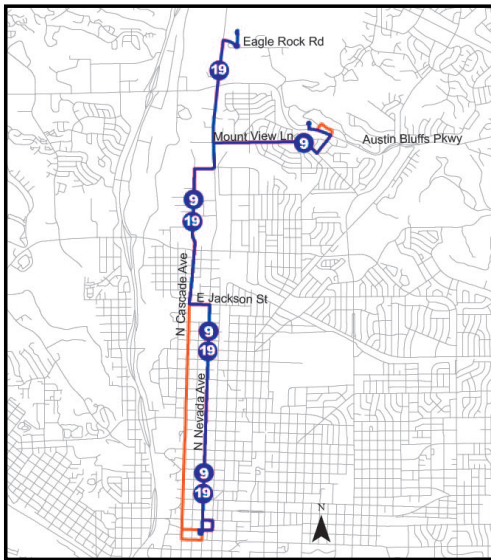 Eagle Rock Rd
19
Mount View Ln
9
Austin Bluffs Pkwy
9
19
N Cascade Ave
E Jackson St
9
19
N Nevada Ave
9
19
N